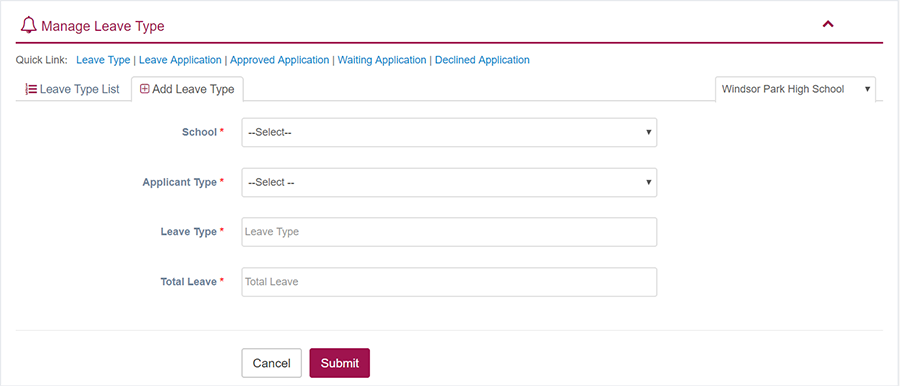 Manage Leave Type
Quick Link: Leave Type | Leave Application | Approved Application | Waiting Application | Declined Application
Leave Type List Add Leave Type Windsor Park High School
School * --Select--
Applicant Type * --Select --
Leave Type * Leave Type
Total Leave * Total Leave
Cancel Submit